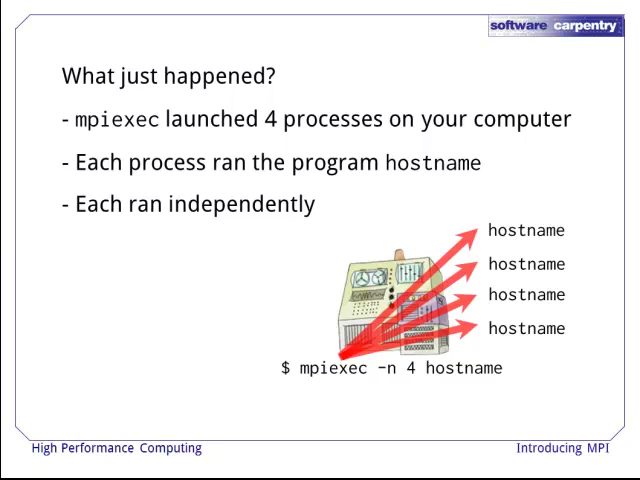 software carpentry
What just happened?
- mpiexec launched 4 processes on your computer
- Each process ran the program hostname
- Each ran independently
hostname
hostname
hostname
hostname
$ mpiexec -n 4 hostname
High Performance Computing
Introducing MPI